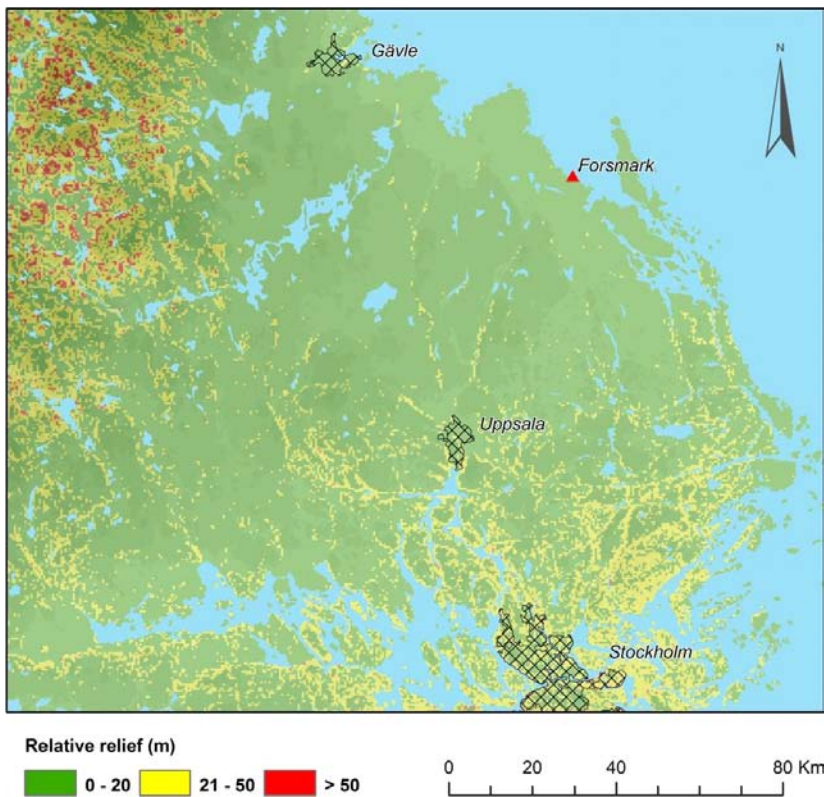 Gävle
N
Forsmark
Uppsala
Stockholm
Relative relief (m)
0 - 20 21 - 50 > 50
0 20 40 80 Km